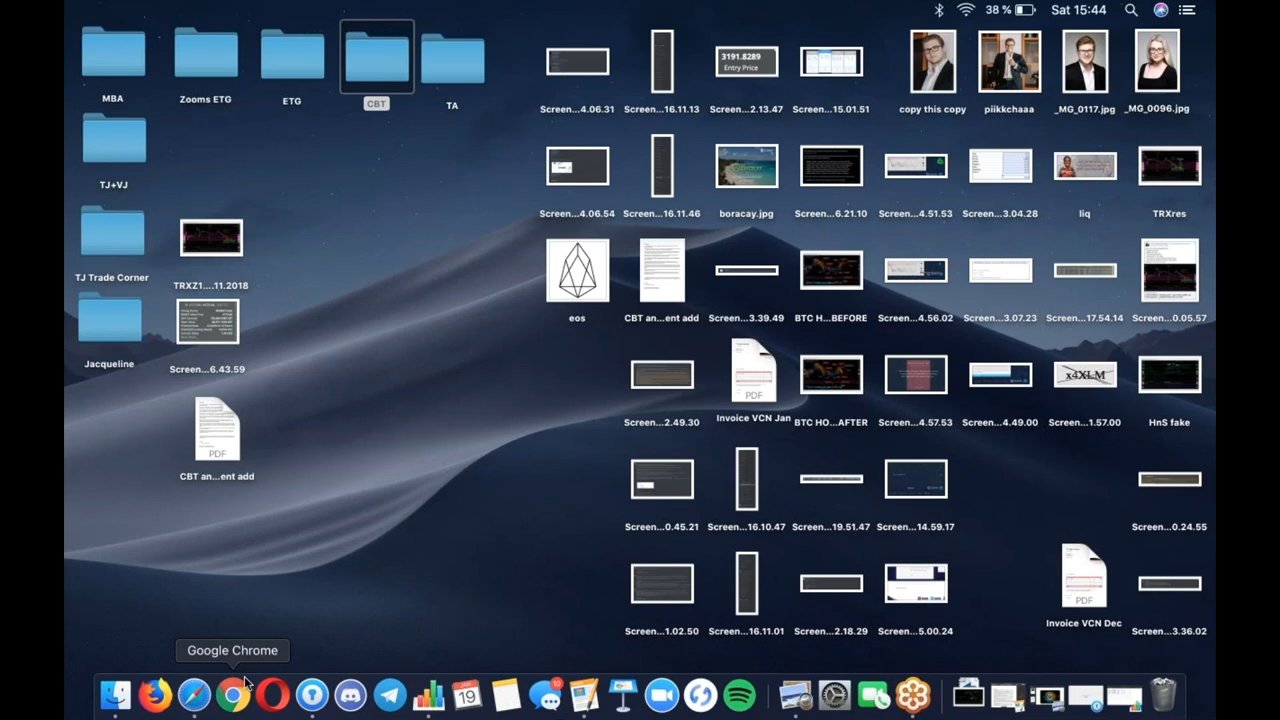 38 %
Sat 15:44
MBA
Zooms ETG
ETG
CBT
TA
Screen...4.06.31
Screen...16.11.13
3191.8289
Entry Price
Screen...2.13.47
Screen...15.01.51
copy this copy
piikkchaaa
_MG_0117.jpg
_MG_0096.jpg
TJ+VJ
Screen...4.06.54
Screen...16.11.46
boracay.jpg
Screen...6.21.10
Screen...4.51.53
Screen...3.04.28
liq
TRXres
TJ Trade Corner
TRXZ1....11.2018
eos
CBT an...ent add
Screen...3.39.49
BTC H...BEFORE
Screen...4.56.02
Screen...3.07.23
Screen...17.54.14
Screen...0.05.57
Jacqueline
Screen...6.43.59
Screen...2.49.30
PDF
Invoice VCN Jan
BTC HO...AFTER
Screen...4.57.53
Screen...4.49.00
x4XLM
Screen...1.57.00
HnS fake
PDF
CBT an...ent add
Screen...0.45.21
Screen...16.10.47
Screen...19.51.47
Screen...14.59.17
Screen...0.24.55
Screen...1.02.50
Screen...16.11.01
Screen...2.18.29
Screen...5.00.24
PDF
Invoice VCN Dec
Screen...3.36.02
Google Chrome
JAN
19
10